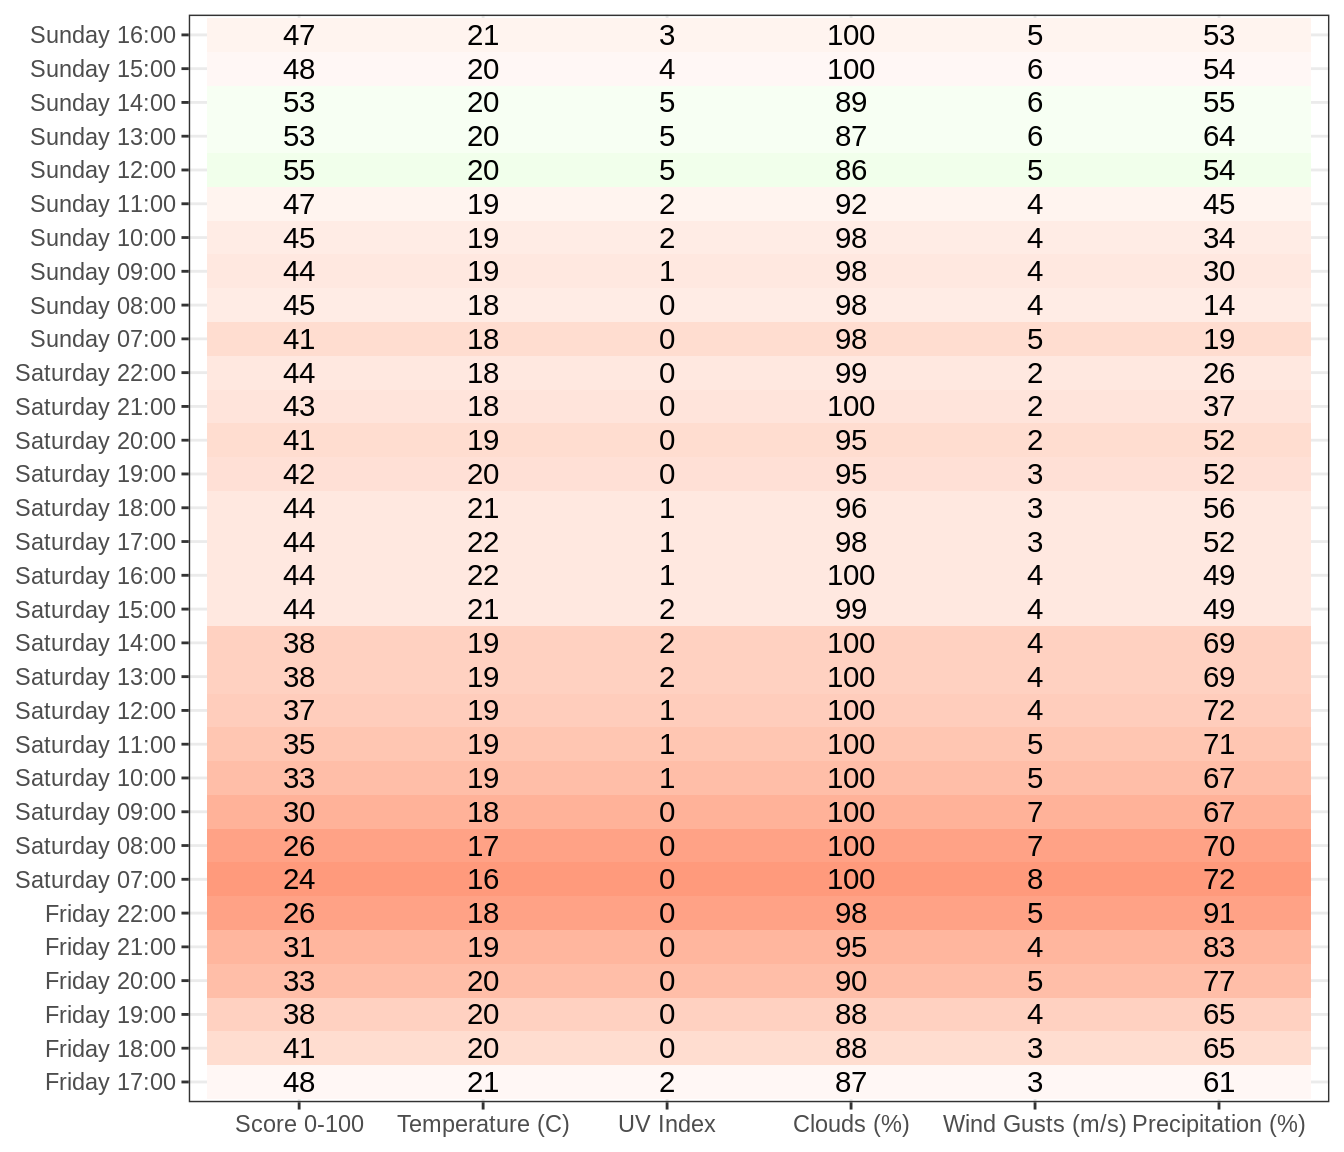 Sunday 16:00 47 21 3 100 5 53
Sunday 15:00 48 20 4 100 6 54
Sunday 14:00 53 20 5 89 6 55
Sunday 13:00 53 20 5 87 6 64
Sunday 12:00 55 20 5 86 5 54
Sunday 11:00 47 19 2 92 4 45
Sunday 10:00 45 19 2 98 4 34
Sunday 09:00 44 19 1 98 4 30
Sunday 08:00 45 18 0 98 4 14
Sunday 07:00 41 18 0 98 5 19
Saturday 22:00 44 18 0 99 2 26
Saturday 21:00 43 18 0 100 2 37
Saturday 20:00 41 19 0 95 2 52
Saturday 19:00 42 20 0 95 3 52
Saturday 18:00 44 21 1 96 3 56
Saturday 17:00 44 22 1 98 3 52
Saturday 16:00 44 22 1 100 4 49
Saturday 15:00 44 21 2 99 4 49
Saturday 14:00 38 19 2 100 4 69
Saturday 13:00 38 19 2 100 4 69
Saturday 12:00 37 19 1 100 4 72
Saturday 11:00 35 19 1 100 5 71
Saturday 10:00 33 19 1 100 5 67
Saturday 09:00 30 18 0 100 7 67
Saturday 08:00 26 17 0 100 7 70
Saturday 07:00 24 16 0 100 8 72
Friday 22:00 26 18 0 98 5 91
Friday 21:00 31 19 0 95 4 83
Friday 20:00 33 20 0 90 5 77
Friday 19:00 38 20 0 88 4 65
Friday 18:00 41 20 0 88 3 65
Friday 17:00 48 21 2 87 3 61
Score 0-100 Temperature (C) UV Index Clouds (%) Wind Gusts (m/s) Precipitation (%)